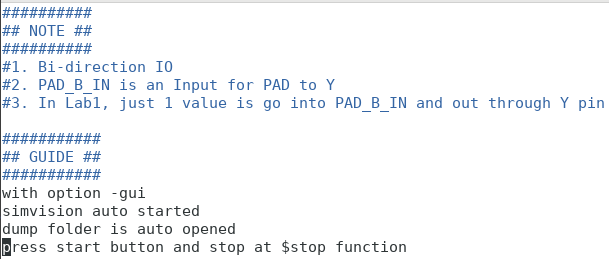 ##########
## NOTE ##
##########
#1. Bi-direction IO
#2. PAD_B_IN is an Input for PAD to Y
#3. In Lab1, just 1 value is go into PAD_B_IN and out through Y pin

###########
## GUIDE ##
###########
with option -gui
simvision auto started
dump folder is auto opened
press start button and stop at $stop function